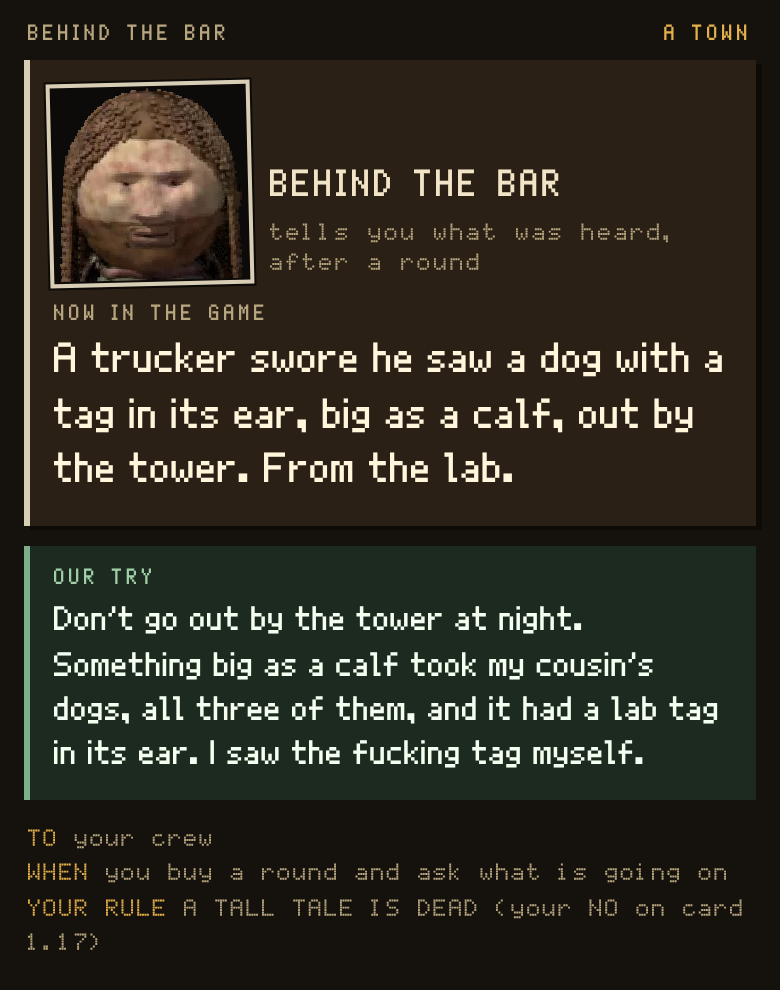 BEHIND THE BAR
A TOWN
BEHIND THE BAR
tells you what was heard,
after a round
NOW IN THE GAME
A trucker swore he saw a dog with a
tag in its ear, big as a calf, out by
the tower. From the lab.
OUR TRY
Don't go out by the tower at night.
Something big as a calf took my cousin's
dogs, all three of them, and it had a lab tag
in its ear. I saw the fucking tag myself.
TO your crew
WHEN you buy a round and ask what is going on
YOUR RULE A TALL TALE IS DEAD (your NO on card
1.17)